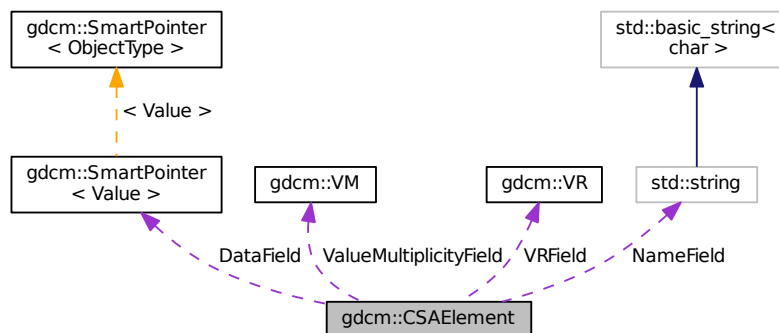 gdcm::SmartPointer
< ObjectType >
std::basic_string<
char >
< Value >
gdcm::SmartPointer
< Value >
gdcm::VM
gdcm::VR
std::string
DataField
ValueMultiplicityField
VRField
NameField
gdcm::CSAElement